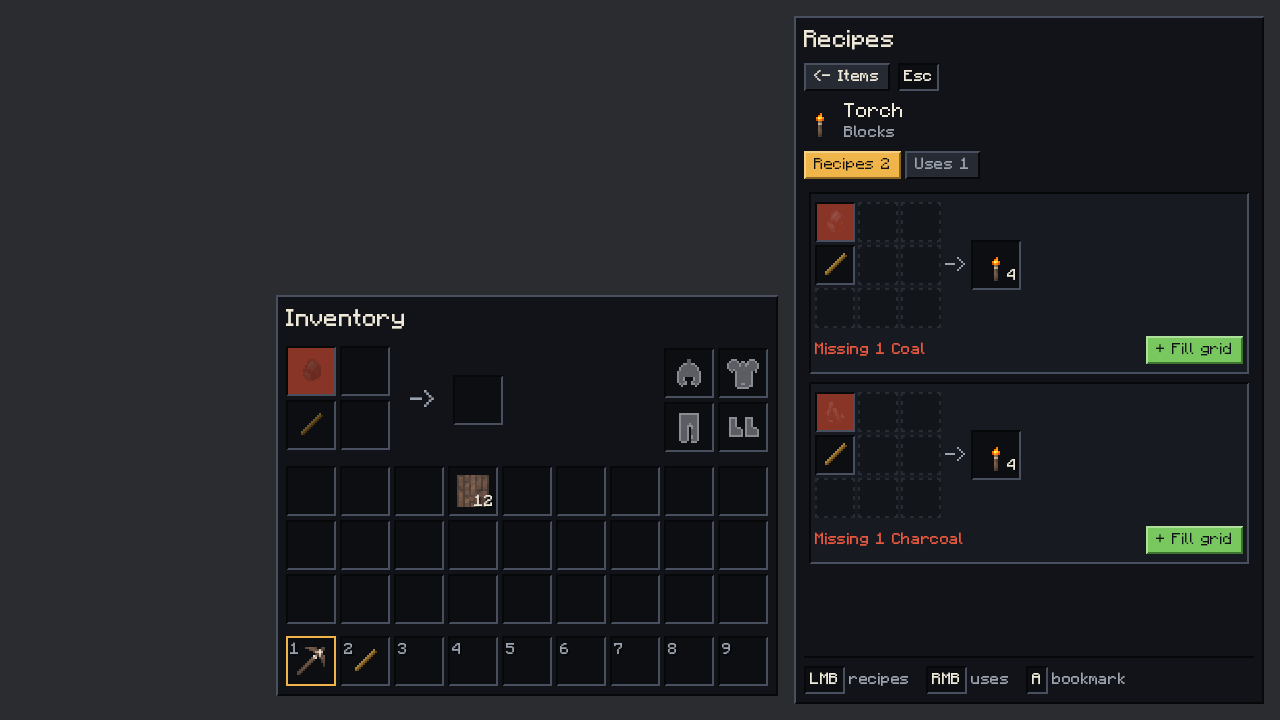 Recipes
<- Items Esc
Torch
Blocks
Recipes 2 Uses 1
4
Missing 1 Coal + Fill grid
4
Missing 1 Charcoal + Fill grid
LMB recipes RMB uses A bookmark
Inventory
12
1 2 3 4 5 6 7 8 9